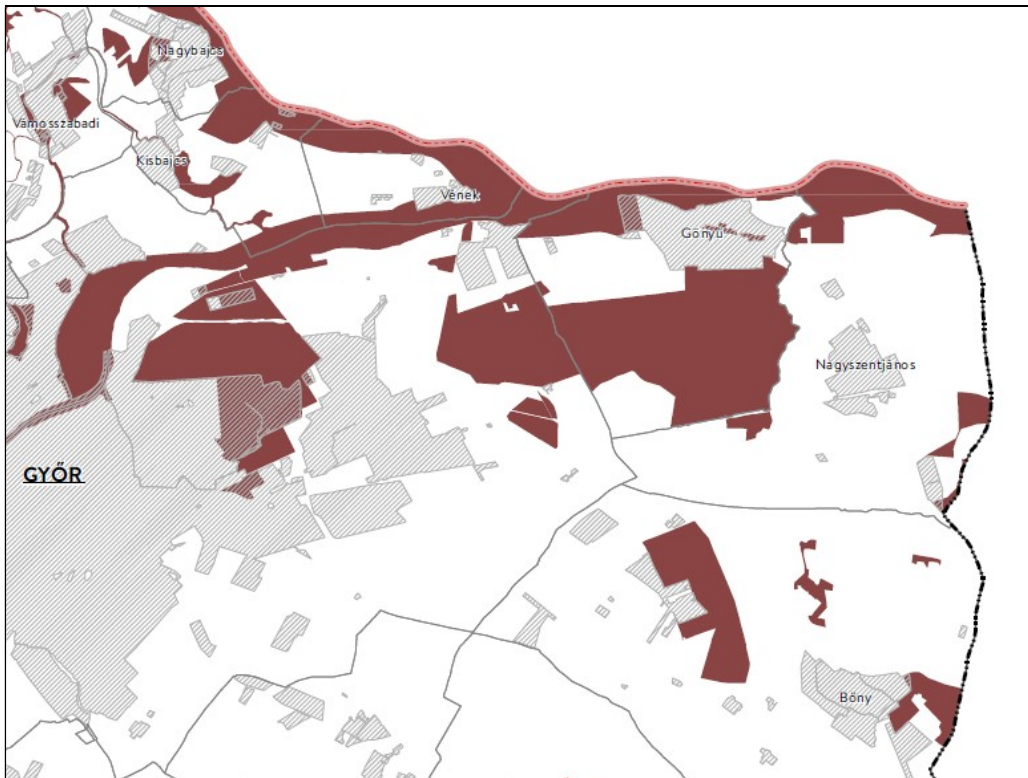 Nagybajcs
Vámosszabadi
Kisbajcs
Vének
Gönyű
Nagyszentjános
GYŐR
Bőny